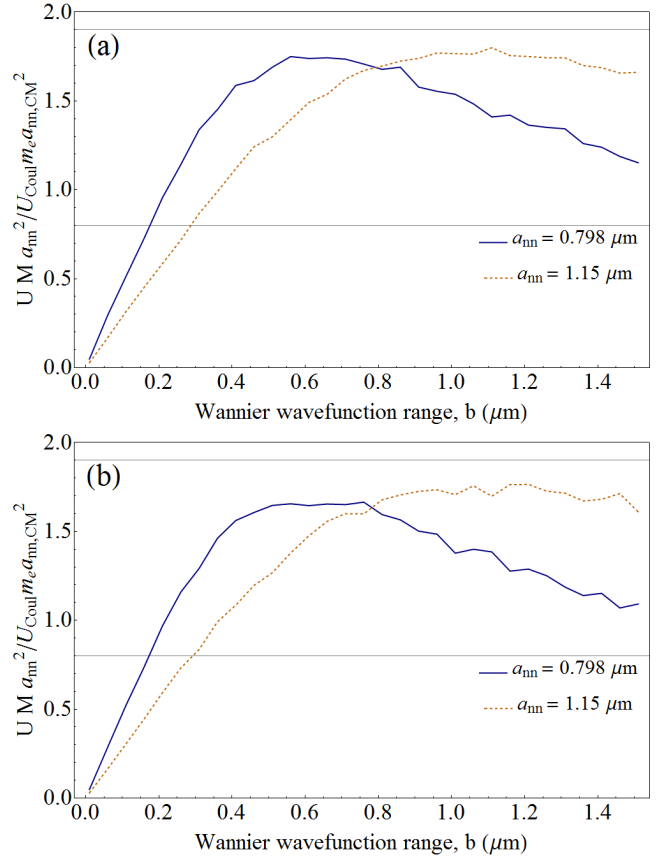 (a)
2.0
1.5
1.0
0.5
0.0
U M a_nn^2/U_Coul m_e a_nn,CM^2
a_nn = 0.798 μm
a_nn = 1.15 μm
0.0 0.2 0.4 0.6 0.8 1.0 1.2 1.4
Wannier wavefunction range, b (μm)
(b)
2.0
1.5
1.0
0.5
0.0
U M a_nn^2/U_Coul m_e a_nn,CM^2
a_nn = 0.798 μm
a_nn = 1.15 μm
0.0 0.2 0.4 0.6 0.8 1.0 1.2 1.4
Wannier wavefunction range, b (μm)